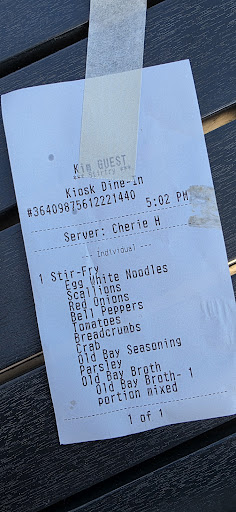 Kim GUEST
Stirfry
Kiosk Dine-In
#36409875612221440 5:02 PM
Server: Cherie H
--- Individual ---
1 Stir-Fry
Egg White Noodles
Scallions
Red Onions
Bell Peppers
Tomatoes
Breadcrumbs
Crab
Old Bay Seasoning
Parsley
Old Bay Broth
Old Bay Broth- 1
portion mixed
1 of 1